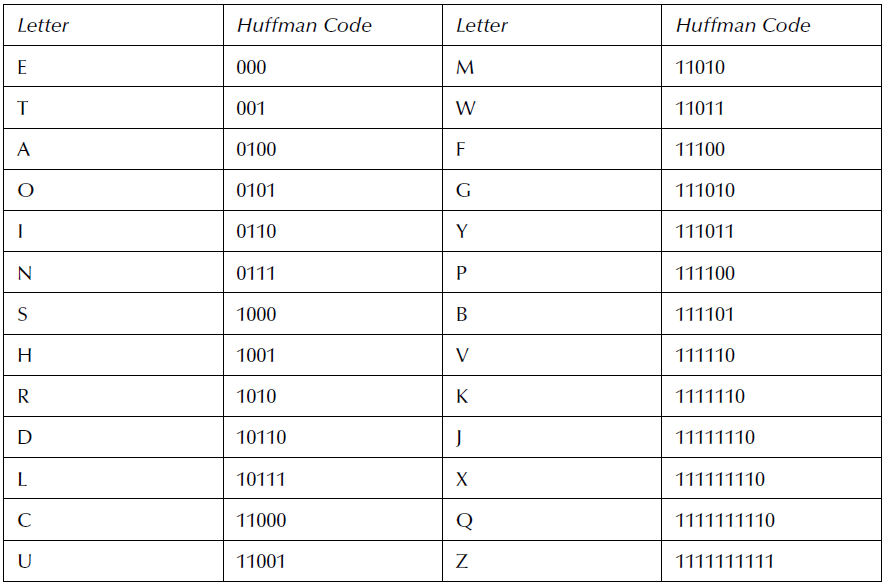 Letter Huffman Code Letter Huffman Code
E 000 M 11010
T 001 W 11011
A 0100 F 11100
O 0101 G 111010
I 0110 Y 111011
N 0111 P 111100
S 1000 B 111101
H 1001 V 111110
R 1010 K 1111110
D 10110 J 11111110
L 10111 X 111111110
C 11000 Q 1111111110
U 11001 Z 1111111111